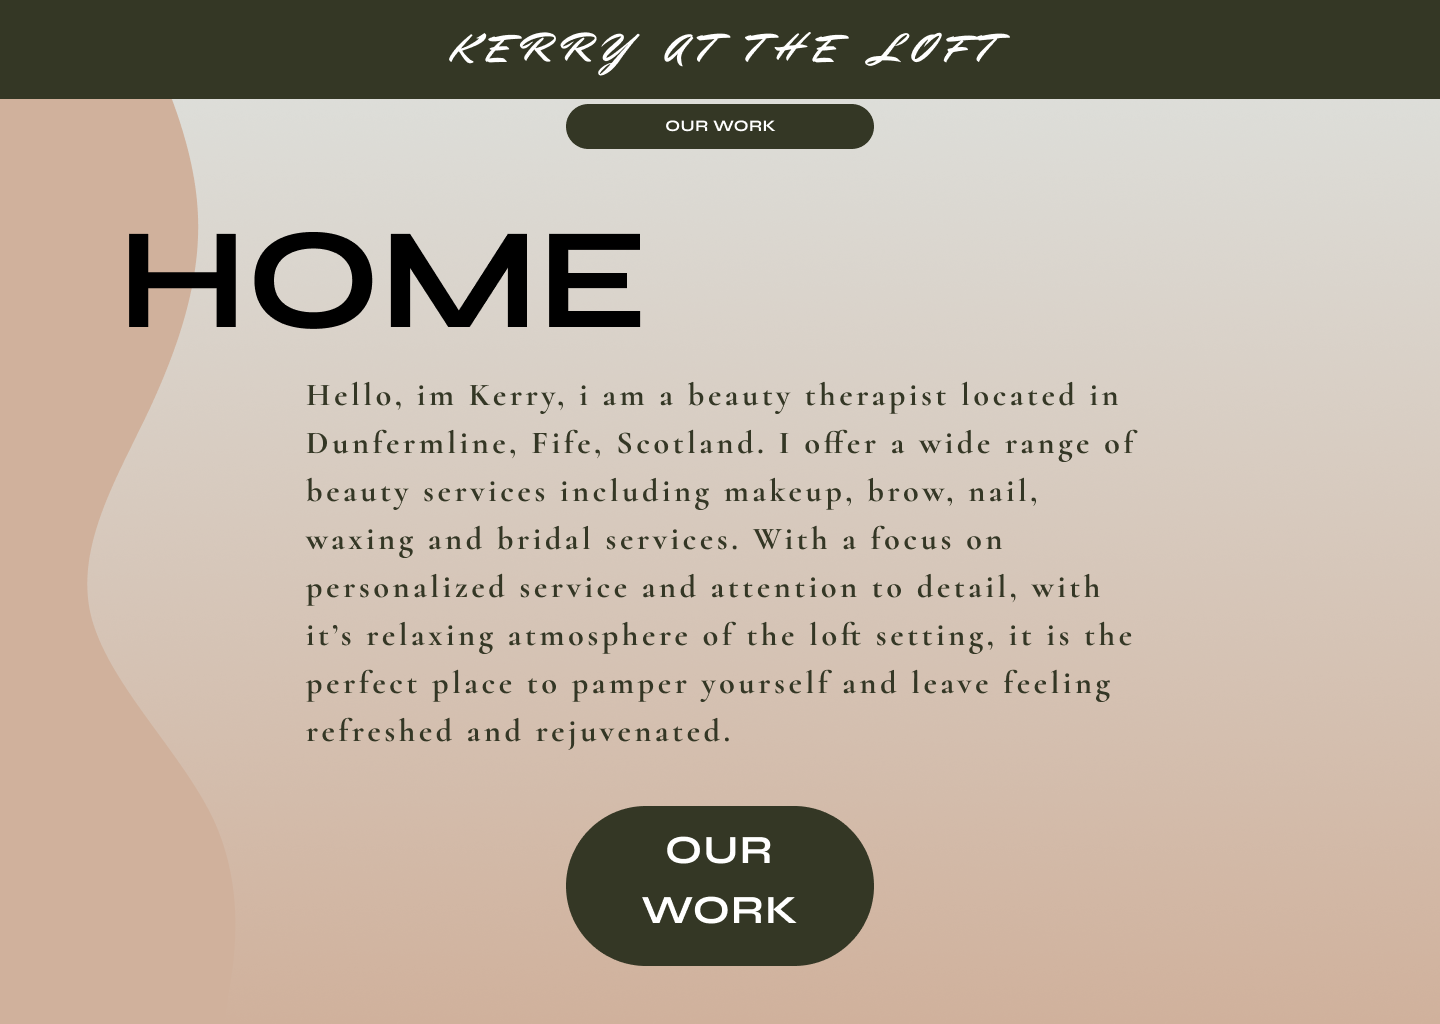 KERRY AT THE LOFT
OUR WORK
HOME
Hello, im Kerry, i am a beauty therapist located in
Dunfermline, Fife, Scotland. I offer a wide range of
beauty services including makeup, brow, nail,
waxing and bridal services. With a focus on
personalized service and attention to detail, with
it’s relaxing atmosphere of the loft setting, it is the
perfect place to pamper yourself and leave feeling
refreshed and rejuvenated.
OUR
WORK